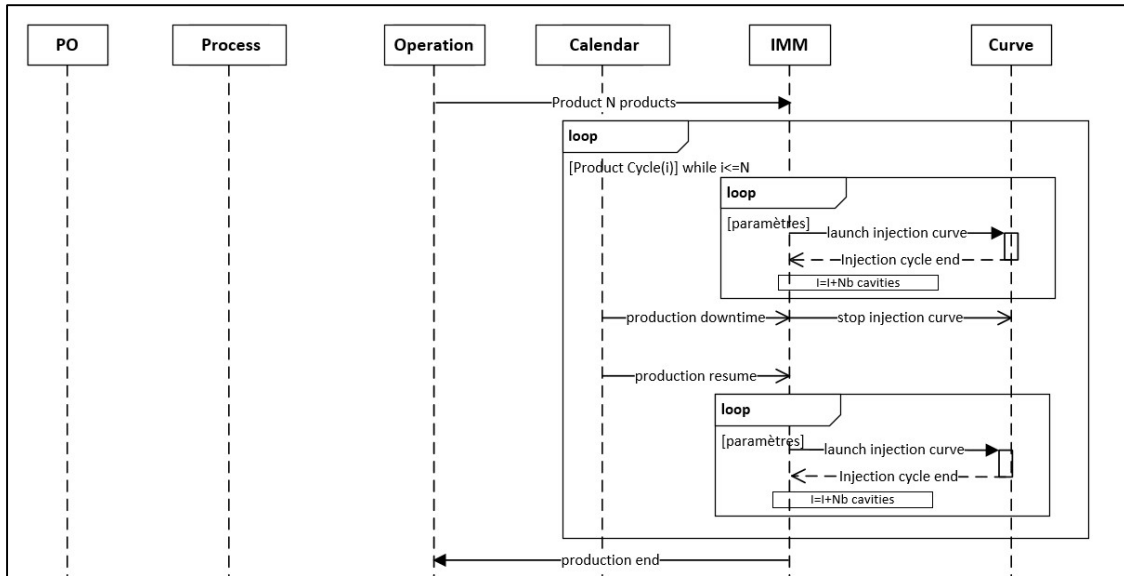 PO
Process
Operation
Calendar
IMM
Curve
Product N products
loop
[Product Cycle(i)] while i<=N
loop
[paramètres]
launch injection curve
Injection cycle end
I=I+Nb cavities
production downtime
stop injection curve
production resume
loop
[paramètres]
launch injection curve
Injection cycle end
I=I+Nb cavities
production end